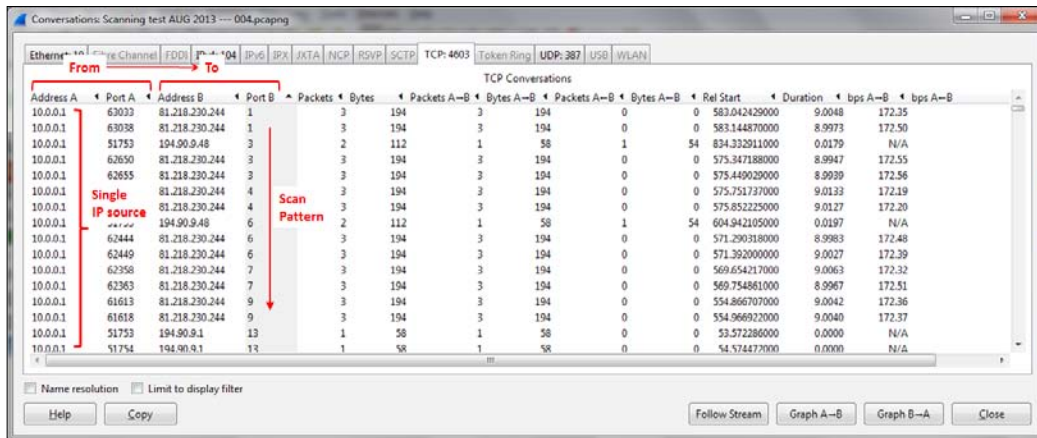 Conversations: Scanning test AUG 2013 --- 004.pcapng
Fibre Channel FDDI 104 IPv6 IPX JXTA NCP RSVP SCTP TCP: 4603 Token Ring UDP: 387 USB WLAN
From To
TCP Conversations
Address A Port A Address B Port B Packets Bytes Packets A→B Bytes A→B Packets A←B Bytes A←B Rel Start Duration bps A→B bps A←B
10.0.0.1 63033 81.218.230.244 1 3 194 3 194 0 0 583.042429000 9.0048 172.35
10.0.0.1 63038 81.218.230.244 1 3 194 3 194 0 0 583.144870000 8.9973 172.50
10.0.0.1 51753 194.90.9.48 3 2 112 1 58 1 54 834.332911000 0.0179 N/A
10.0.0.1 62650 81.218.230.244 3 3 194 3 194 0 0 575.347188000 8.9947 172.55
10.0.0.1 62655 81.218.230.244 3 3 194 3 194 0 0 575.449029000 8.9939 172.56
10.0.0.1 81.218.230.244 4 3 194 3 194 0 0 575.751737000 9.0133 172.19
10.0.0.1 81.218.230.244 4 3 194 3 194 0 0 575.852225000 9.0127 172.20
10.0.0.1 194.90.9.48 6 2 112 1 58 1 54 604.942105000 0.0197 N/A
10.0.0.1 62444 81.218.230.244 6 3 194 3 194 0 0 571.290318000 8.9983 172.48
10.0.0.1 62449 81.218.230.244 6 3 194 3 194 0 0 571.392000000 9.0027 172.39
10.0.0.1 62358 81.218.230.244 7 3 194 3 194 0 0 569.654217000 9.0063 172.32
10.0.0.1 62363 81.218.230.244 7 3 194 3 194 0 0 569.754861000 8.9967 172.51
10.0.0.1 61613 81.218.230.244 9 3 194 3 194 0 0 554.866707000 9.0042 172.36
10.0.0.1 61618 81.218.230.244 9 3 194 3 194 0 0 554.966922000 9.0040 172.37
10.0.0.1 51753 194.90.9.1 13 1 58 1 58 0 0 53.572286000 0.0000 N/A
10.0.0.1 51754 194.90.9.1 13 1 58 1 58 0 0 54.574472000 0.0000 N/A
Single
IP source
Scan
Pattern
Name resolution Limit to display filter
Help Copy Follow Stream Graph A→B Graph B→A Close